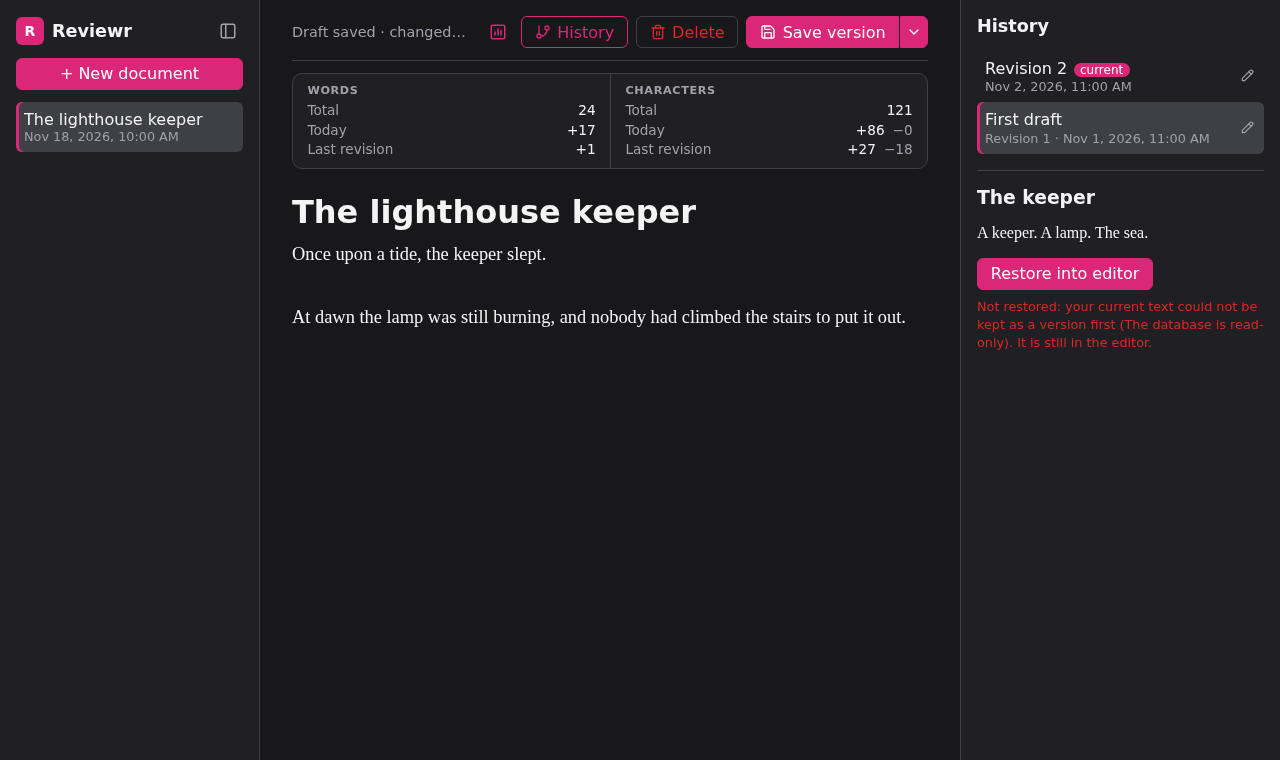 R Reviewr
+ New document
The lighthouse keeper
Nov 18, 2026, 10:00 AM
Draft saved · changed…
History
Delete
Save version
WORDS
Total 24
Today +17
Last revision +1
CHARACTERS
Total 121
Today +86 −0
Last revision +27 −18
The lighthouse keeper
Once upon a tide, the keeper slept.
At dawn the lamp was still burning, and nobody had climbed the stairs to put it out.
History
Revision 2 current
Nov 2, 2026, 11:00 AM
First draft
Revision 1 · Nov 1, 2026, 11:00 AM
The keeper
A keeper. A lamp. The sea.
Restore into editor
Not restored: your current text could not be
kept as a version first (The database is read-
only). It is still in the editor.